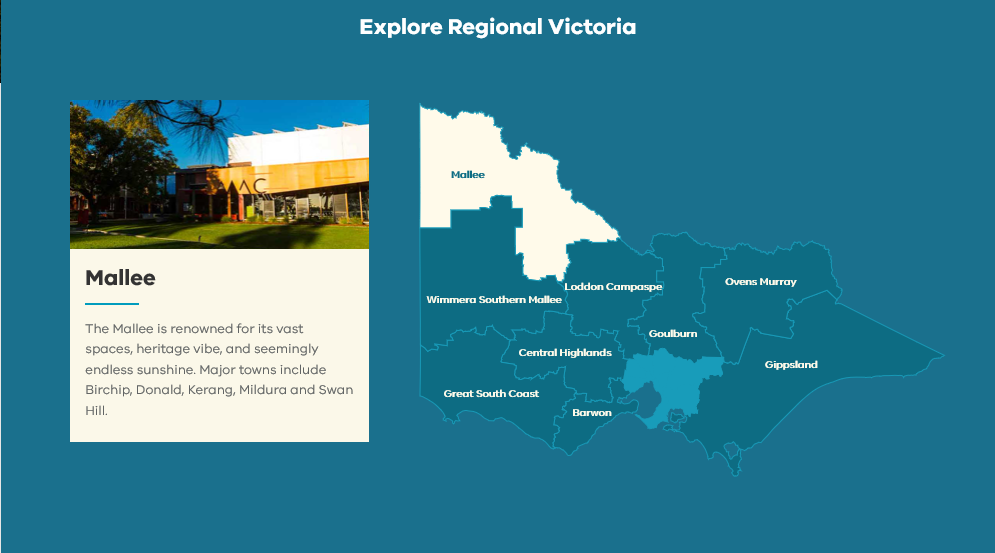 Explore Regional Victoria
MAC
Mallee
The Mallee is renowned for its vast
spaces, heritage vibe, and seemingly
endless sunshine. Major towns include
Birchip, Donald, Kerang, Mildura and Swan
Hill.
Mallee
Ovens Murray
Loddon Campaspe
Wimmera Southern Mallee
Goulburn
Central Highlands
Gippsland
Great South Coast
Barwon